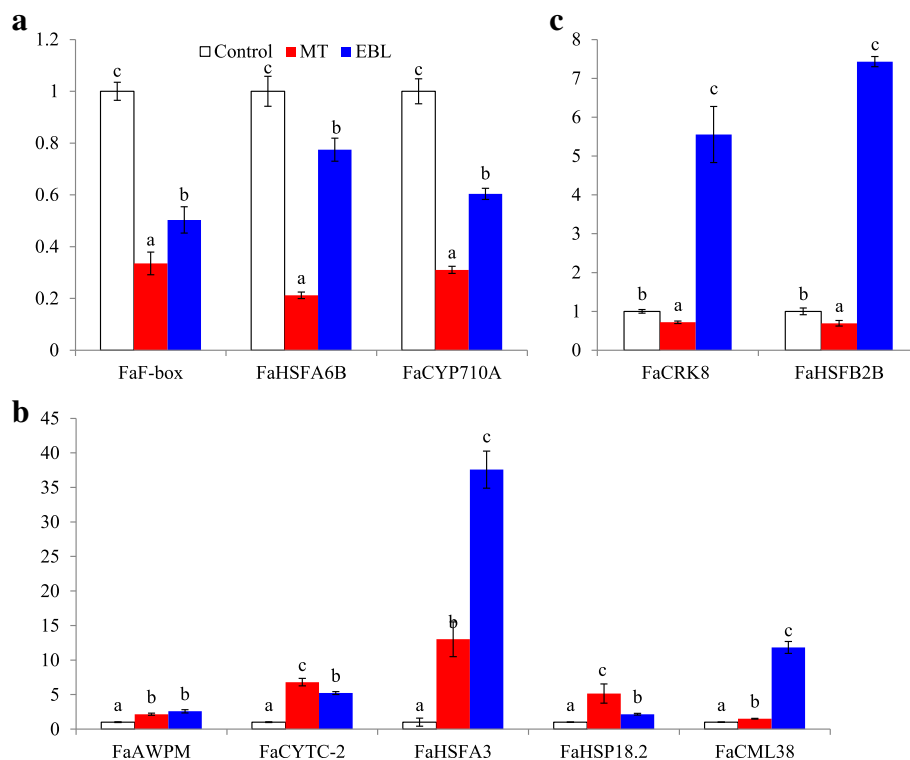 a
1.2
1
0.8
0.6
0.4
0.2
0
Control MT EBL
c a b
c a b
c a b
FaF-box FaHSFA6B FaCYP710A
c
8
7
6
5
4
3
2
1
0
b a c
b a c
FaCRK8 FaHSFB2B
b
45
40
35
30
25
20
15
10
5
0
a b b
a c b
a b c
a c b
a b c
FaAWPM FaCYTC-2 FaHSFA3 FaHSP18.2 FaCML38